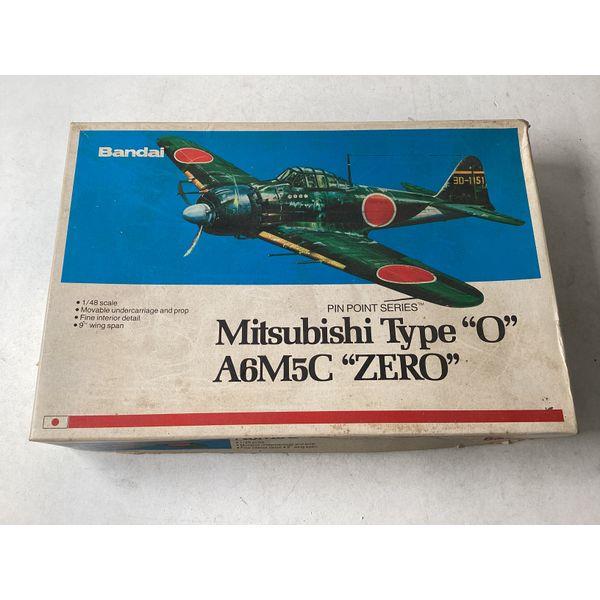 Bandai
3D-1151
• 1/48 scale
• Movable undercarriage and prop
• Fine interior detail
• 9" wing span
PIN POINT SERIES™
Mitsubishi Type “O”
A6M5C “ZERO”